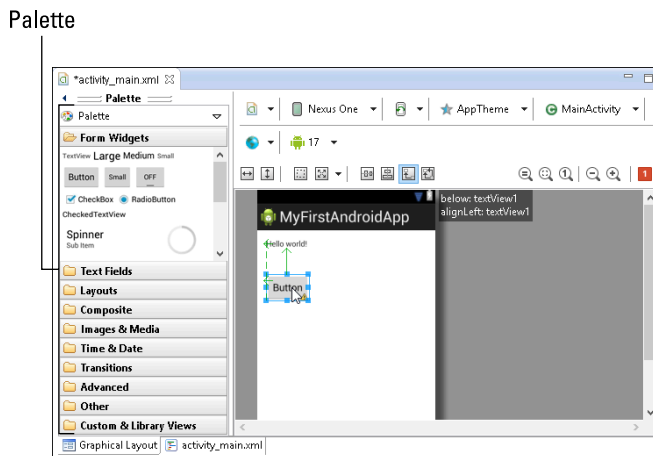 Palette
*activity_main.xml
Palette
Palette
Form Widgets
TextView Large Medium Small
Button Small OFF
CheckBox RadioButton
CheckedTextView
Spinner
Sub Item
Text Fields
Layouts
Composite
Images & Media
Time & Date
Transitions
Advanced
Other
Custom & Library Views
Graphical Layout activity_main.xml
Nexus One AppTheme MainActivity
17
1
below: textView1
alignLeft: textView1
MyFirstAndroidApp
Hello world!
Button